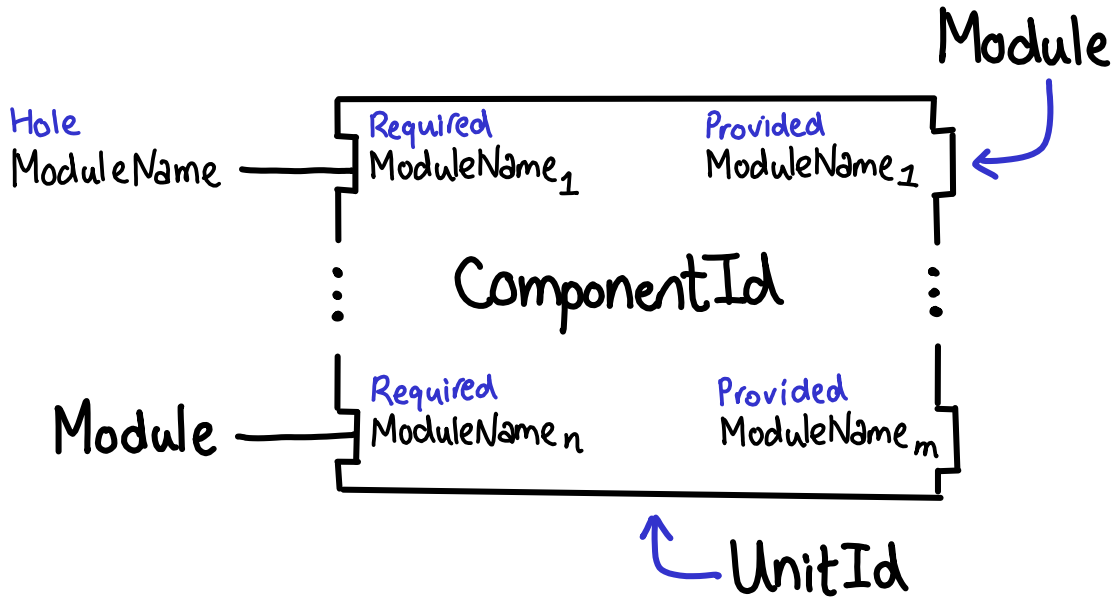 Module
Hole
ModuleName
Required
ModuleName₁
Provided
ModuleName₁
ComponentId
Module
Required
ModuleNameₙ
Provided
ModuleNameₘ
UnitId